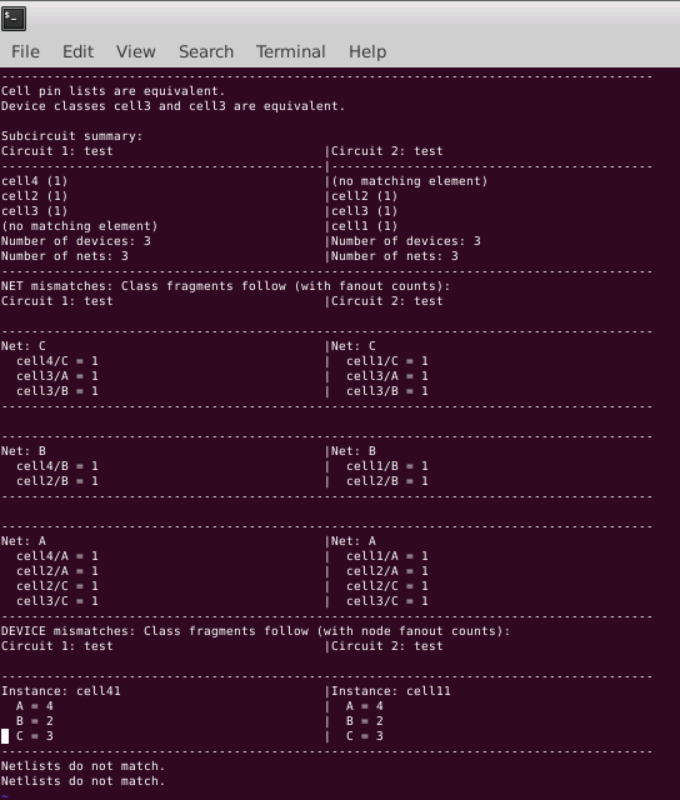 File Edit View Search Terminal Help
---------------------------------------------------------------------------------------
Cell pin lists are equivalent.
Device classes cell3 and cell3 are equivalent.
Subcircuit summary:
Circuit 1: test                            |Circuit 2: test
-------------------------------------------|-------------------------------------------
cell4 (1)                                  |(no matching element)
cell2 (1)                                  |cell2 (1)
cell3 (1)                                  |cell3 (1)
(no matching element)                      |cell1 (1)
Number of devices: 3                       |Number of devices: 3
Number of nets: 3                          |Number of nets: 3
---------------------------------------------------------------------------------------
NET mismatches: Class fragments follow (with fanout counts):
Circuit 1: test                            |Circuit 2: test
---------------------------------------------------------------------------------------
Net: C                                     |Net: C
  cell4/C = 1                              |  cell1/C = 1
  cell3/A = 1                              |  cell3/A = 1
  cell3/B = 1                              |  cell3/B = 1
---------------------------------------------------------------------------------------
---------------------------------------------------------------------------------------
Net: B                                     |Net: B
  cell4/B = 1                              |  cell1/B = 1
  cell2/B = 1                              |  cell2/B = 1
---------------------------------------------------------------------------------------
---------------------------------------------------------------------------------------
Net: A                                     |Net: A
  cell4/A = 1                              |  cell1/A = 1
  cell2/A = 1                              |  cell2/A = 1
  cell2/C = 1                              |  cell2/C = 1
  cell3/C = 1                              |  cell3/C = 1
---------------------------------------------------------------------------------------
DEVICE mismatches: Class fragments follow (with node fanout counts):
Circuit 1: test                            |Circuit 2: test
---------------------------------------------------------------------------------------
Instance: cell41                           |Instance: cell11
  A = 4                                    |  A = 4
  B = 2                                    |  B = 2
  C = 3                                    |  C = 3
---------------------------------------------------------------------------------------
Netlists do not match.
Netlists do not match.
~